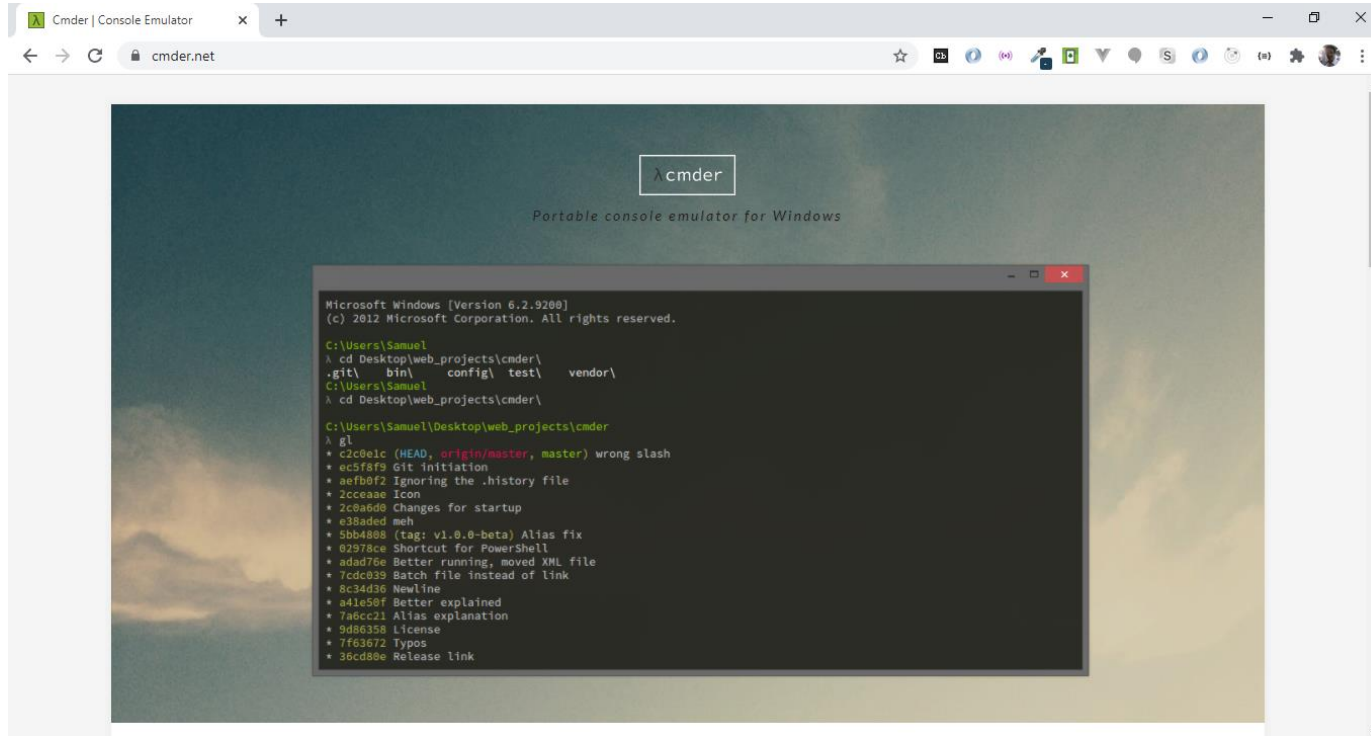 Cmder | Console Emulator
cmder.net
λ cmder
Portable console emulator for Windows
Microsoft Windows [Version 6.2.9200]
(c) 2012 Microsoft Corporation. All rights reserved.
C:\Users\Samuel
λ cd Desktop\web_projects\cmder\
.git\ bin\ config\ test\ vendor\
C:\Users\Samuel
λ cd Desktop\web_projects\cmder\
C:\Users\Samuel\Desktop\web_projects\cmder
λ gl
* c2c0e1c (HEAD, origin/master, master) wrong slash
* ec5f8f9 Git initiation
* aefb0f2 Ignoring the .history file
* 2cceaae Icon
* 2c0a6d0 Changes for startup
* e38aded meh
* 5bb4808 (tag: v1.0.0-beta) Alias fix
* 02978ce Shortcut for PowerShell
* adad76e Better running, moved XML file
* 7cdc039 Batch file instead of link
* 8c34d36 Newline
* a41e50f Better explained
* 7a6cc21 Alias explanation
* 9d86358 License
* 7f63672 Typos
* 36cd80e Release link